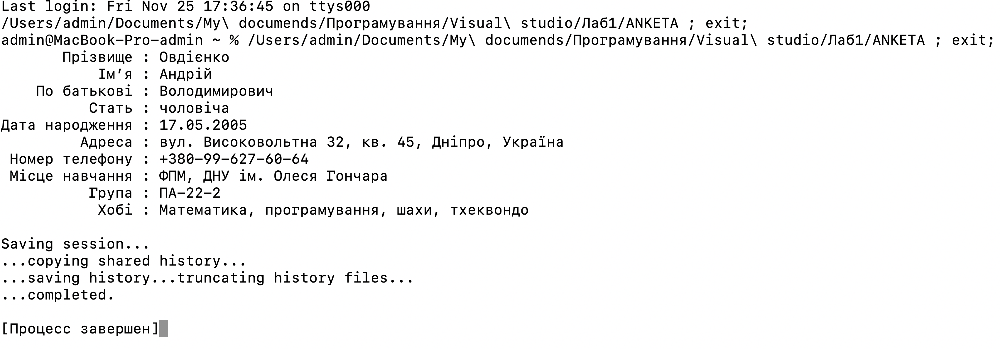 Last login: Fri Nov 25 17:36:45 on ttys000
/Users/admin/Documents/My\ documends/Програмування/Visual\ studio/Лаб1/ANKETA ; exit;
admin@MacBook-Pro-admin ~ % /Users/admin/Documents/My\ documends/Програмування/Visual\ studio/Лаб1/ANKETA ; exit;
Прізвище : Овдієнко
Ім’я : Андрій
По батькові : Володимирович
Стать : чоловіча
Дата народження : 17.05.2005
Адреса : вул. Високовольтна 32, кв. 45, Дніпро, Україна
Номер телефону : +380-99-627-60-64
Місце навчання : ФПМ, ДНУ ім. Олеся Гончара
Група : ПА-22-2
Хобі : Математика, програмування, шахи, тхеквондо
Saving session...
...copying shared history...
...saving history...truncating history files...
...completed.
[Процесс завершен]